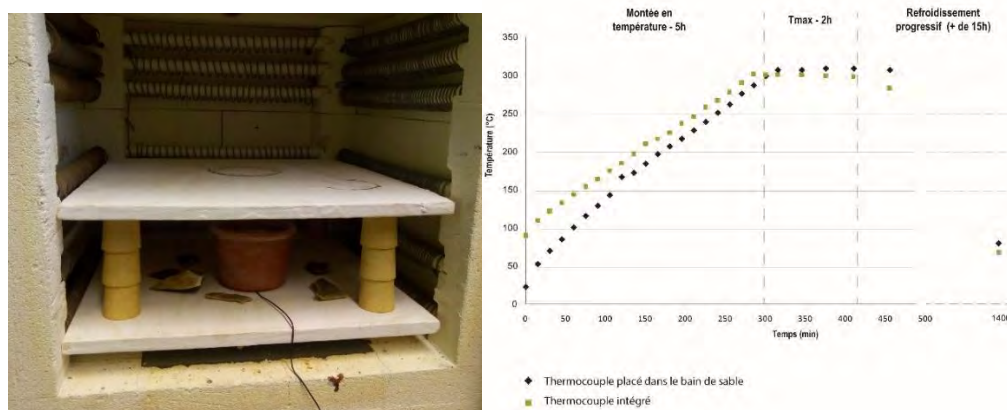 Montée en
température - 5h
Tmax - 2h
Refroidissement
progressif (+ de 15h)
350
300
250
200
150
100
50
0
Température (°C)
0 50 100 150 200 250 300 350 400 450 500 1400
Temps (min)
Thermocouple placé dans le bain de sable
Thermocouple intégré